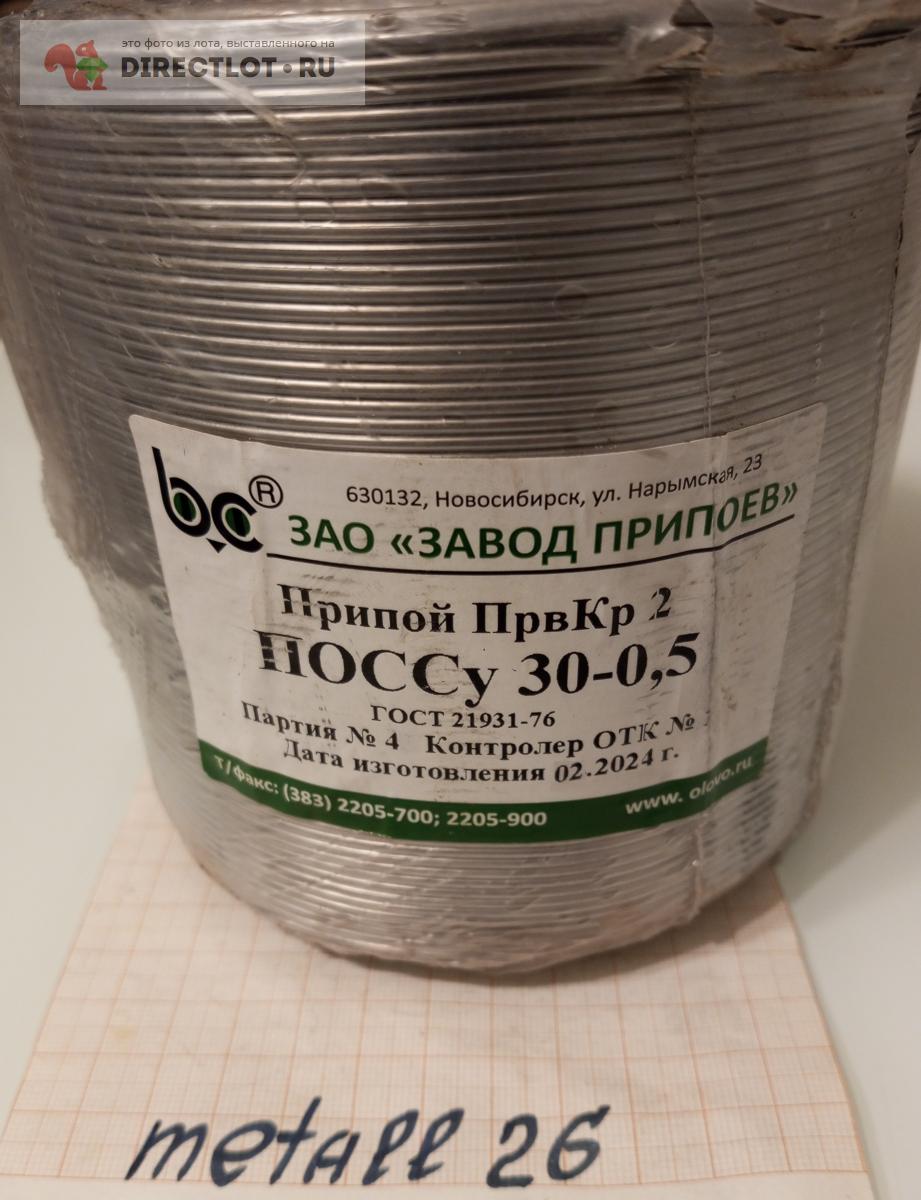 это фото из лота, выставленного на
DIRECTLOT.RU
bc®
630132, Новосибирск, ул. Нарымская, 23
ЗАО «ЗАВОД ПРИПОЕВ»
Припой ПрвКр 2
ПОССу 30-0,5
ГОСТ 21931-76
Партия № 4 Контролер ОТК №
Дата изготовления 02.2024 г.
т/факс: (383) 2205-700; 2205-900 www. olovo.ru
metall 26